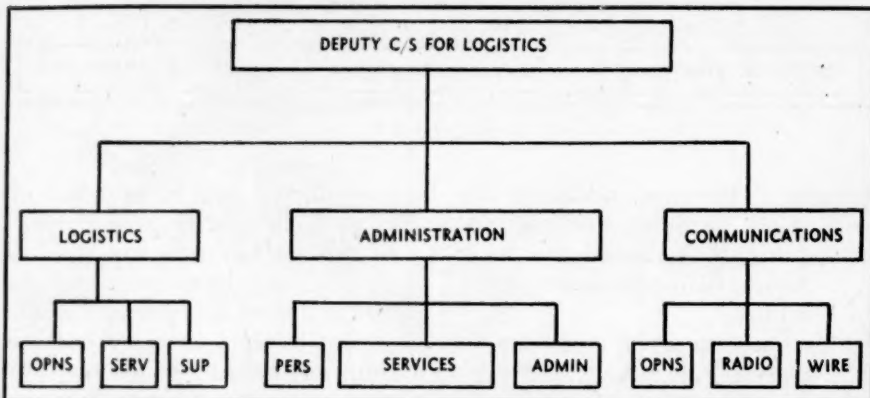 DEPUTY C/S FOR LOGISTICS
LOGISTICS ADMINISTRATION COMMUNICATIONS
OPNS SERV SUP PERS SERVICES ADMIN OPNS RADIO WIRE